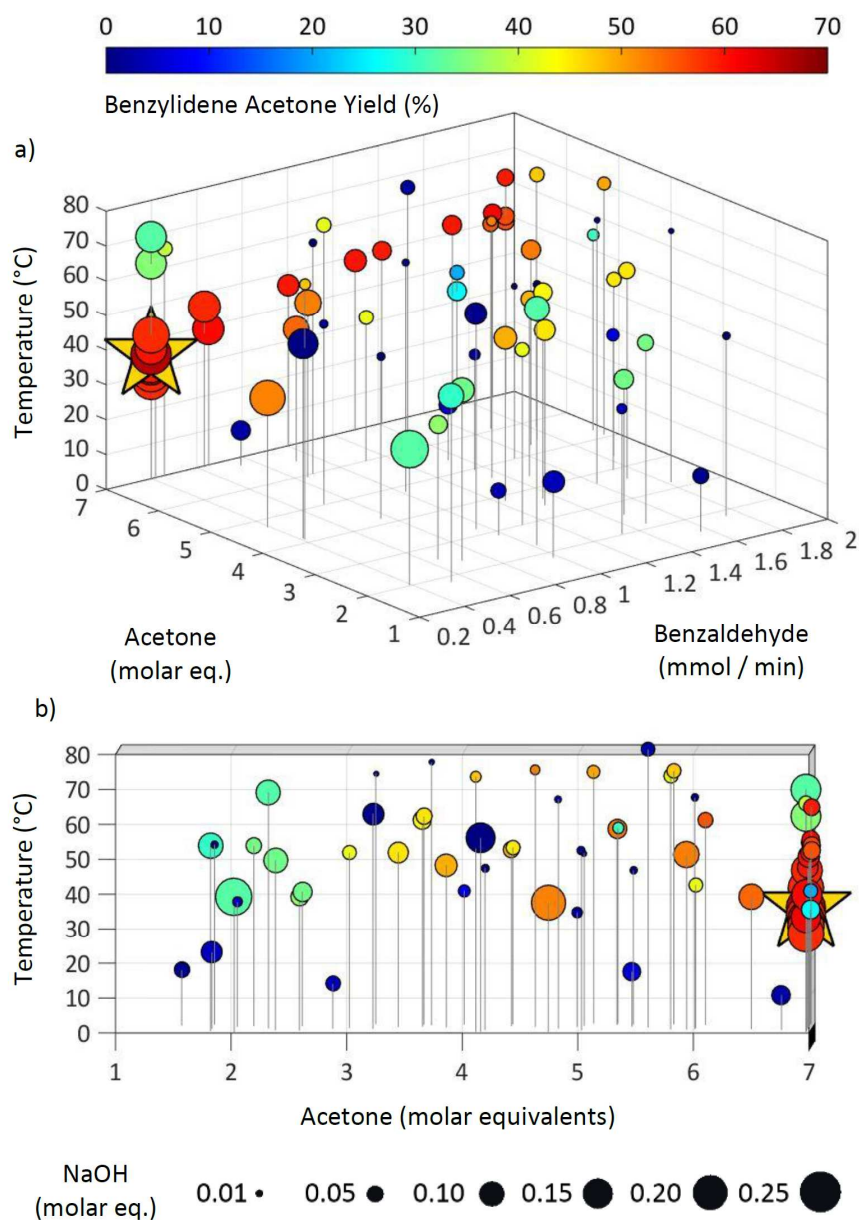 0 10 20 30 40 50 60 70
Benzylidene Acetone Yield (%)
a)
80
70
60
50
40
30
20
10
0
Temperature (°C)
7
6
5
4
3
2
1
0.2
0.4
0.6
0.8
1
1.2
1.4
1.6
1.8
2
Acetone
(molar eq.)
Benzaldehyde
(mmol / min)
b)
80
70
60
50
40
30
20
10
0
Temperature (°C)
1 2 3 4 5 6 7
Acetone (molar equivalents)
NaOH
(molar eq.)
0.01 0.05 0.10 0.15 0.20 0.25